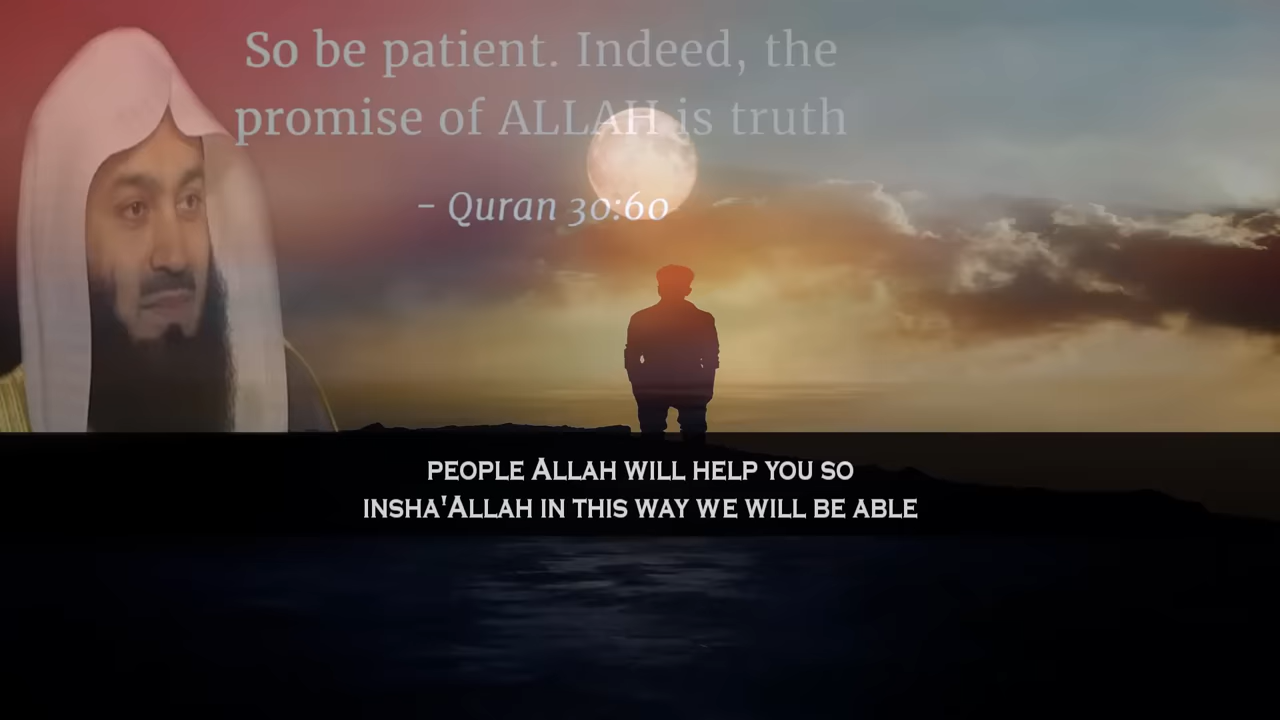 So be patient. Indeed, the
promise of ALLAH is truth
– Quran 30:60
PEOPLE ALLAH WILL HELP YOU SO
INSHA'ALLAH IN THIS WAY WE WILL BE ABLE